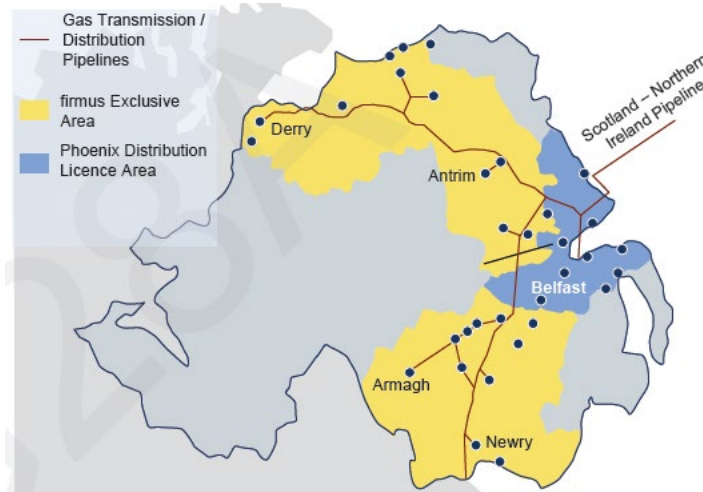 Gas Transmission /
Distribution
Pipelines
firmus Exclusive
Area
Phoenix Distribution
Licence Area
Scotland – Northern
Ireland Pipeline
Derry
Antrim
Belfast
Armagh
Newry